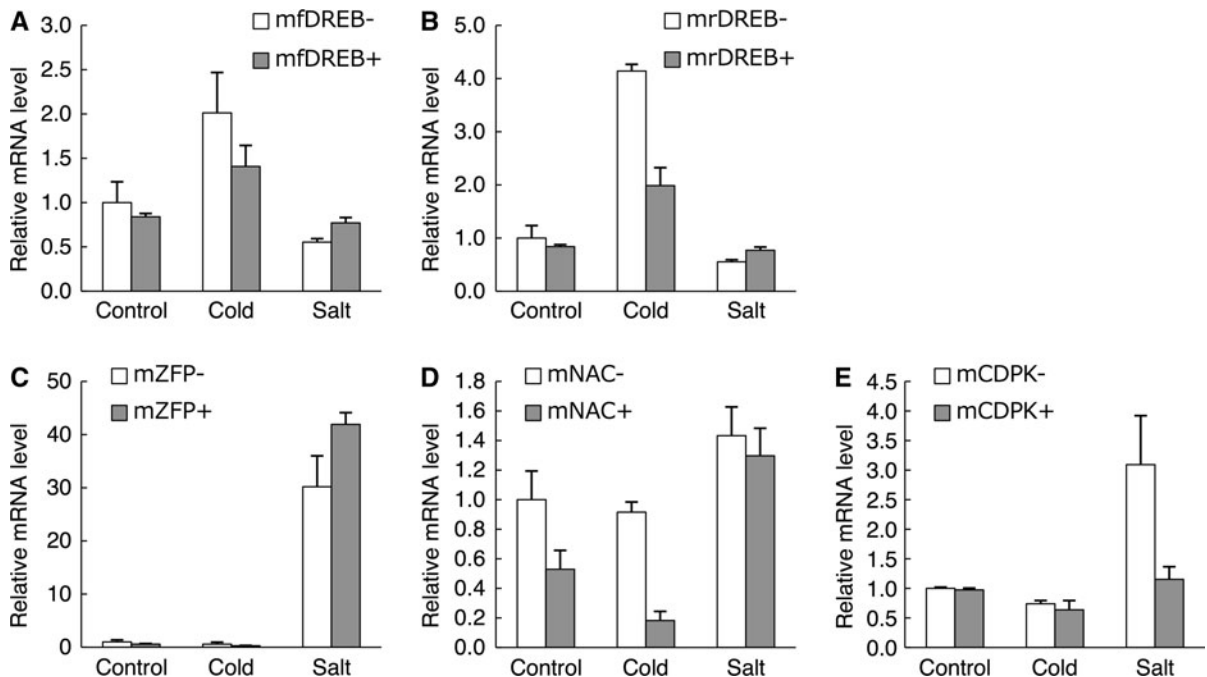 A
Relative mRNA level
3.0
2.5
2.0
1.5
1.0
0.5
0.0
mfDREB-
mfDREB+
Control Cold Salt
B
Relative mRNA level
5.0
4.0
3.0
2.0
1.0
0.0
mrDREB-
mrDREB+
Control Cold Salt
C
Relative mRNA level
50
40
30
20
10
0
mZFP-
mZFP+
Control Cold Salt
D
Relative mRNA level
1.8
1.6
1.4
1.2
1.0
0.8
0.6
0.4
0.2
0.0
mNAC-
mNAC+
Control Cold Salt
E
Relative mRNA level
4.5
4.0
3.5
3.0
2.5
2.0
1.5
1.0
0.5
0.0
mCDPK-
mCDPK+
Control Cold Salt